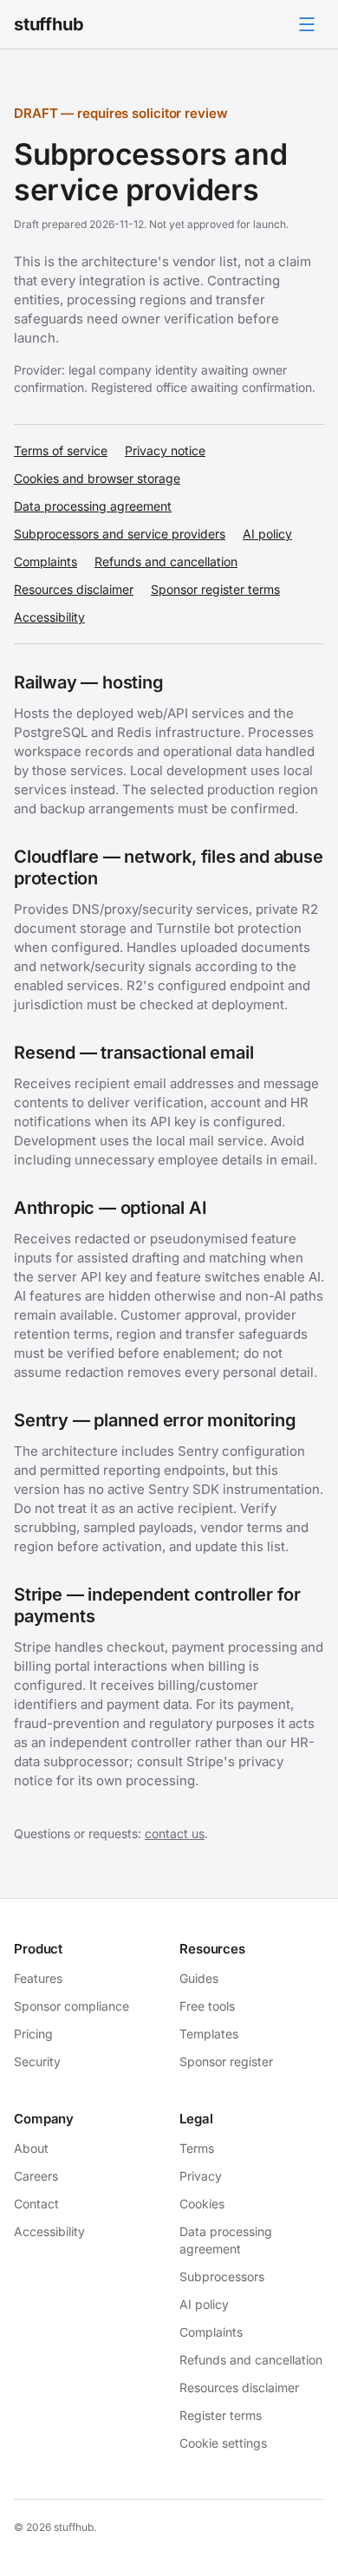 stuffhub
DRAFT — requires solicitor review
Subprocessors and
service providers
Draft prepared 2026-11-12. Not yet approved for launch.
This is the architecture's vendor list, not a claim
that every integration is active. Contracting
entities, processing regions and transfer
safeguards need owner verification before
launch.
Provider: legal company identity awaiting owner
confirmation. Registered office awaiting confirmation.
Terms of service Privacy notice
Cookies and browser storage
Data processing agreement
Subprocessors and service providers AI policy
Complaints Refunds and cancellation
Resources disclaimer Sponsor register terms
Accessibility
Railway — hosting
Hosts the deployed web/API services and the
PostgreSQL and Redis infrastructure. Processes
workspace records and operational data handled
by those services. Local development uses local
services instead. The selected production region
and backup arrangements must be confirmed.
Cloudflare — network, files and abuse
protection
Provides DNS/proxy/security services, private R2
document storage and Turnstile bot protection
when configured. Handles uploaded documents
and network/security signals according to the
enabled services. R2's configured endpoint and
jurisdiction must be checked at deployment.
Resend — transactional email
Receives recipient email addresses and message
contents to deliver verification, account and HR
notifications when its API key is configured.
Development uses the local mail service. Avoid
including unnecessary employee details in email.
Anthropic — optional AI
Receives redacted or pseudonymised feature
inputs for assisted drafting and matching when
the server API key and feature switches enable AI.
AI features are hidden otherwise and non-AI paths
remain available. Customer approval, provider
retention terms, region and transfer safeguards
must be verified before enablement; do not
assume redaction removes every personal detail.
Sentry — planned error monitoring
The architecture includes Sentry configuration
and permitted reporting endpoints, but this
version has no active Sentry SDK instrumentation.
Do not treat it as an active recipient. Verify
scrubbing, sampled payloads, vendor terms and
region before activation, and update this list.
Stripe — independent controller for
payments
Stripe handles checkout, payment processing and
billing portal interactions when billing is
configured. It receives billing/customer
identifiers and payment data. For its payment,
fraud-prevention and regulatory purposes it acts
as an independent controller rather than our HR-
data subprocessor; consult Stripe's privacy
notice for its own processing.
Questions or requests: contact us.
Product
Features
Sponsor compliance
Pricing
Security
Resources
Guides
Free tools
Templates
Sponsor register
Company
About
Careers
Contact
Accessibility
Legal
Terms
Privacy
Cookies
Data processing
agreement
Subprocessors
AI policy
Complaints
Refunds and cancellation
Resources disclaimer
Register terms
Cookie settings
© 2026 stuffhub.